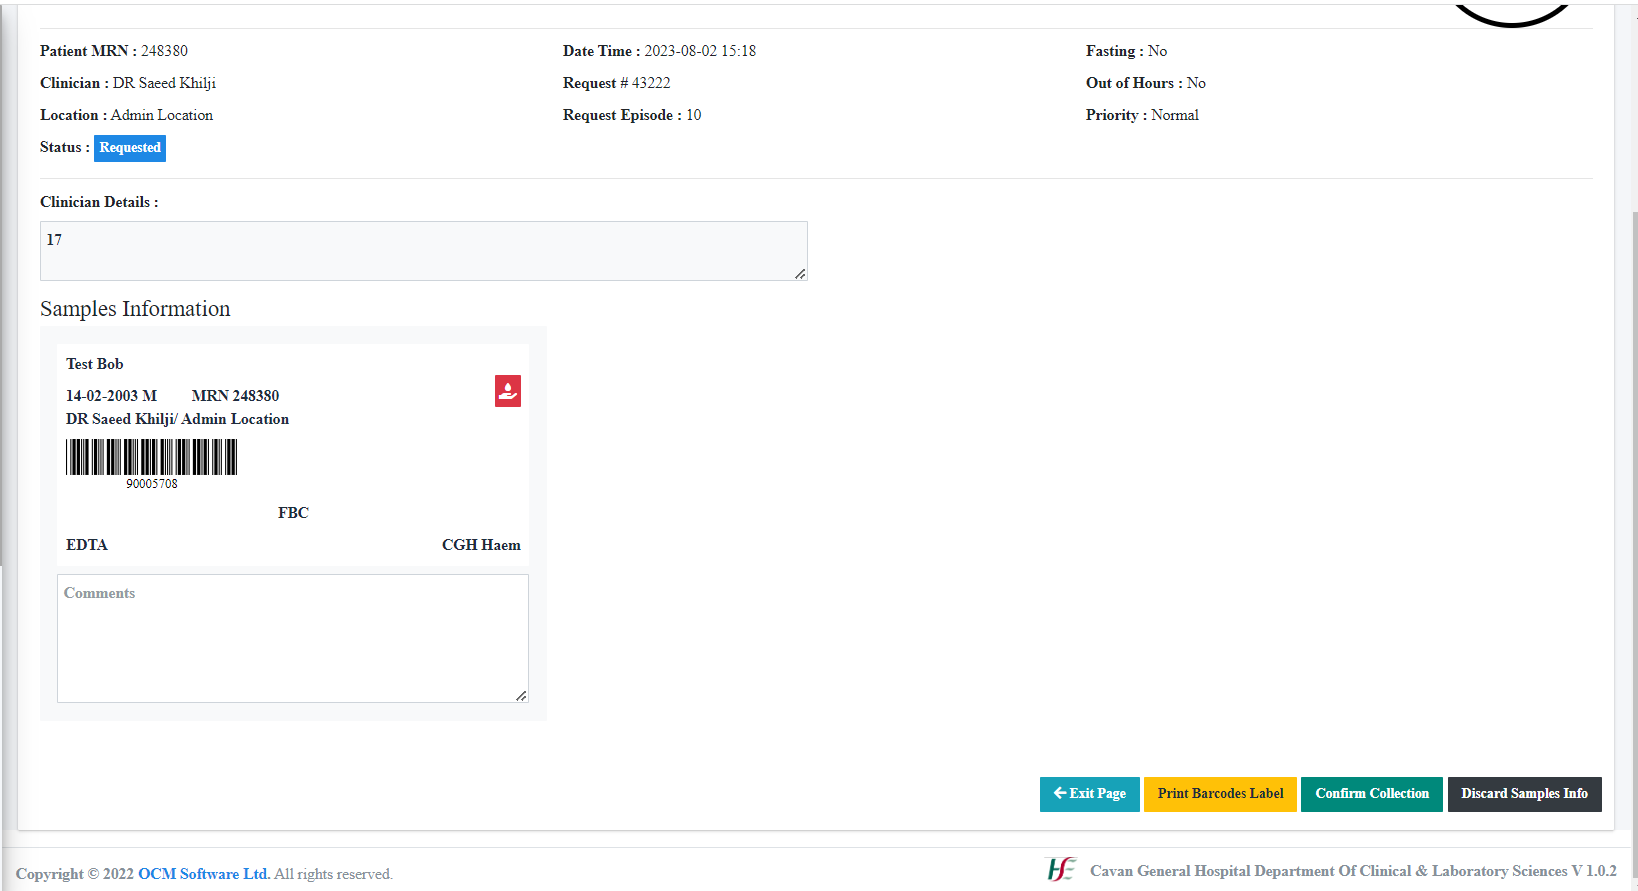 Patient MRN : 248380
Date Time : 2023-08-02 15:18
Fasting : No
Clinician : DR Saeed Khilji
Request # 43222
Out of Hours : No
Location : Admin Location
Request Episode : 10
Priority : Normal
Status : Requested
Clinician Details :
17
Samples Information
Test Bob
14-02-2003 M MRN 248380
DR Saeed Khilji/ Admin Location
90005708
FBC
EDTA CGH Haem
Comments
Exit Page
Print Barcodes Label
Confirm Collection
Discard Samples Info
Copyright © 2022 OCM Software Ltd. All rights reserved.
Cavan General Hospital Department Of Clinical & Laboratory Sciences V 1.0.2